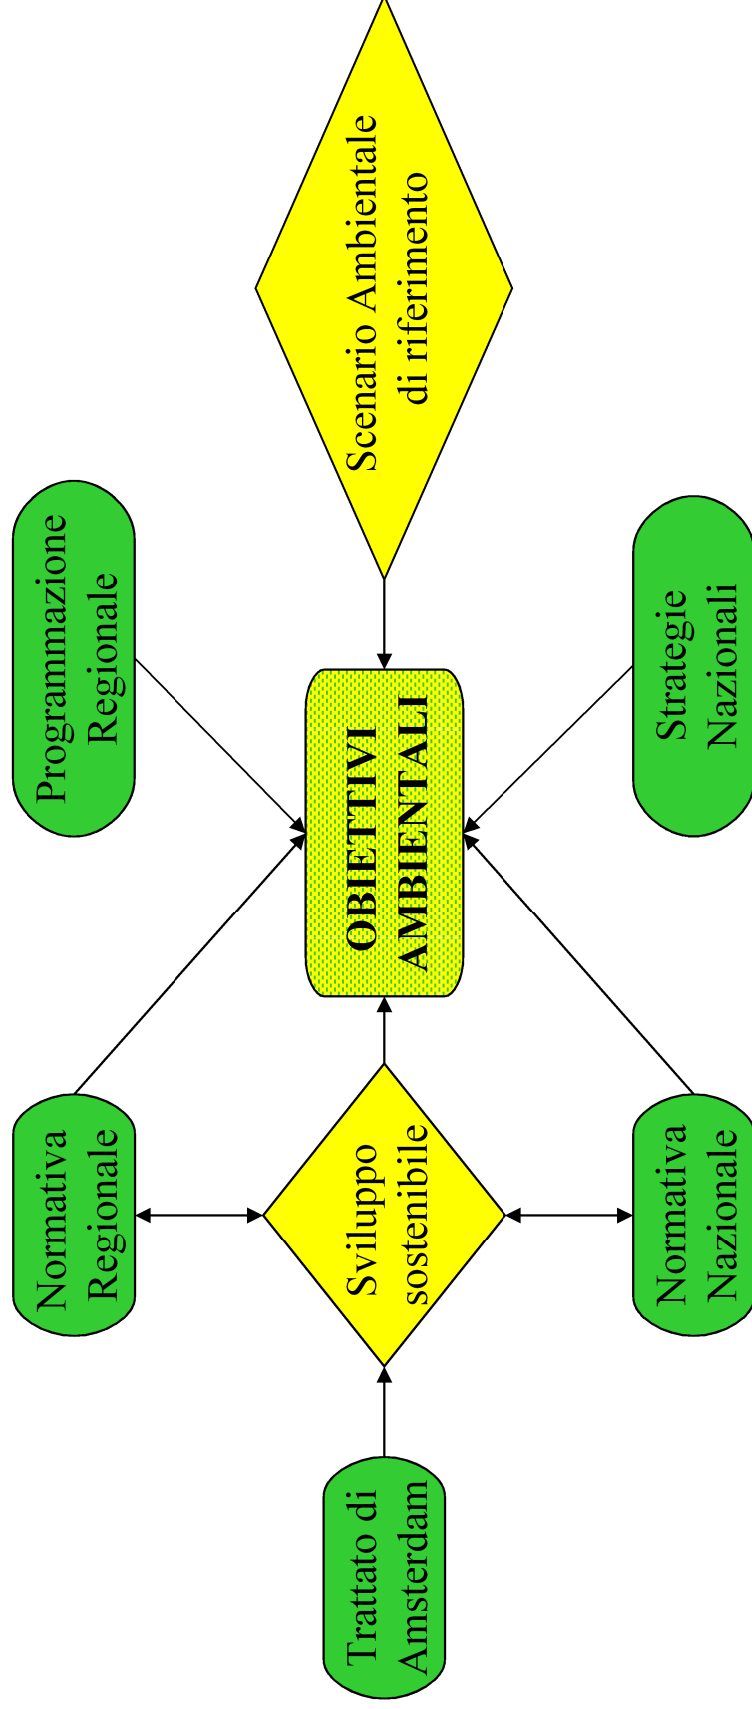 Normativa
Regionale
Programmazione
Regionale
Trattato di
Amsterdam
Sviluppo
sostenibile
OBIETTIVI
AMBIENTALI
Scenario Ambientale
di riferimento
Normativa
Nazionale
Strategie
Nazionali